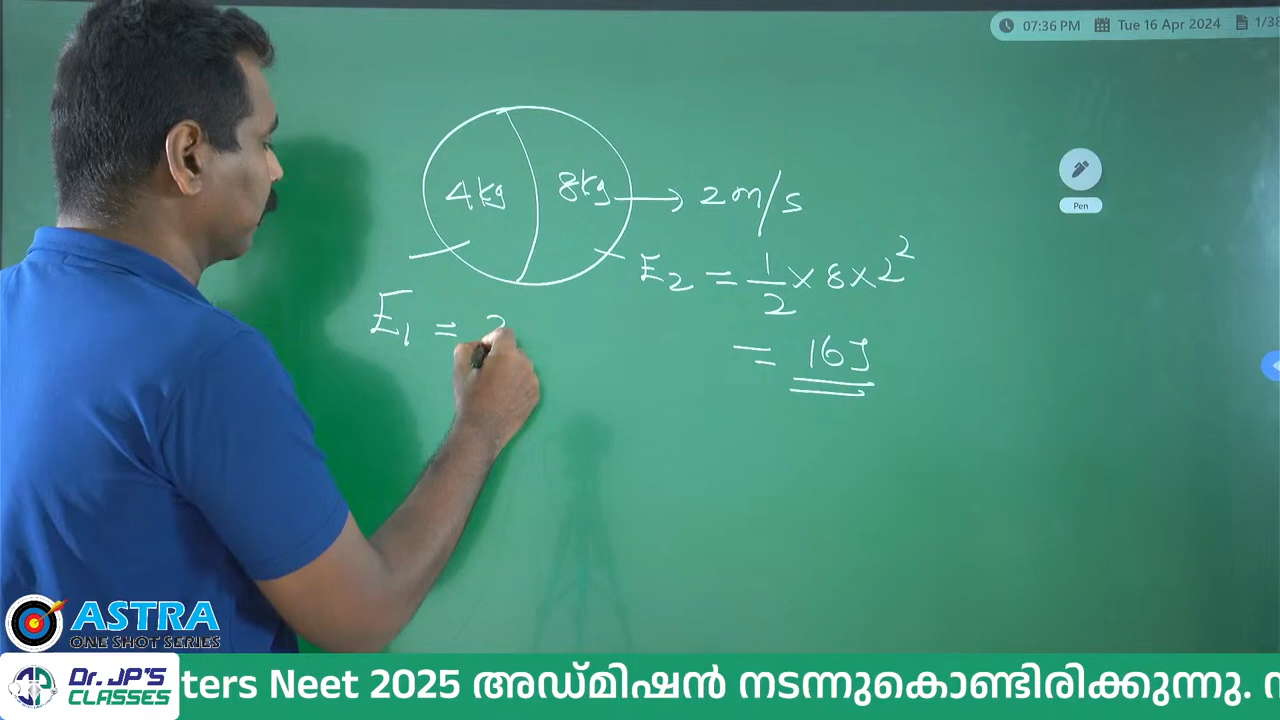 07:36 PM Tue 16 Apr 2024 1/38
Pen
4kg 8kg → 2 m/s
E₂ = 1/2 × 8 × 2²
E₁ =
= 16J
ASTRA
ONE SHOT SERIES
Dr. JP'S
CLASSES
ters Neet 2025 അഡ്മിഷൻ നടന്നുകൊണ്ടിരിക്കുന്നു.